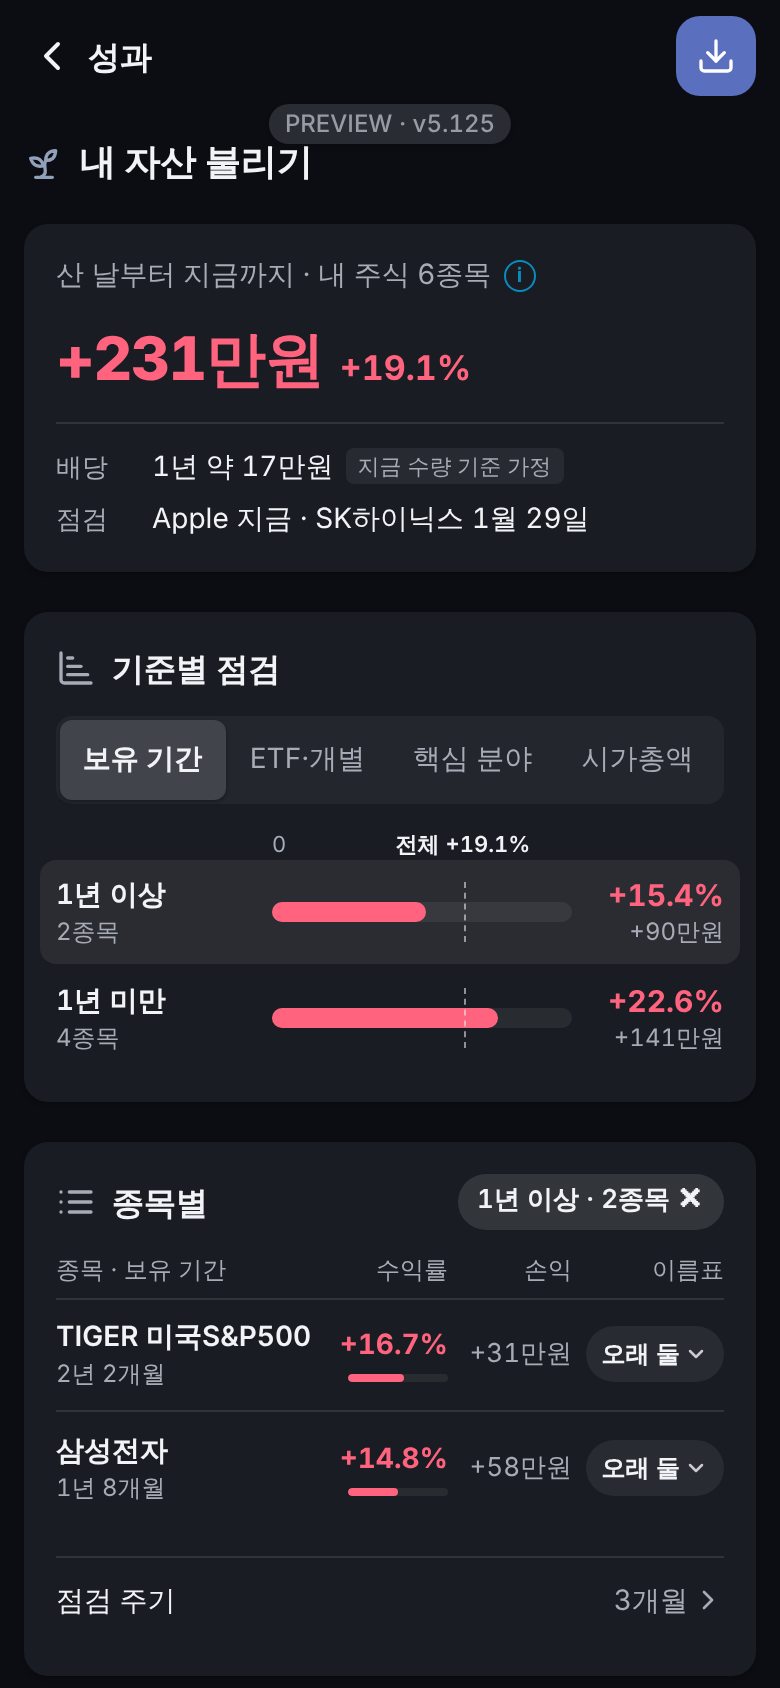 성과
PREVIEW · v5.125
내 자산 불리기
산 날부터 지금까지 · 내 주식 6종목 i
+231만원 +19.1%
배당 1년 약 17만원 지금 수량 기준 가정
점검 Apple 지금 · SK하이닉스 1월 29일
기준별 점검
보유 기간 ETF·개별 핵심 분야 시가총액
0 전체 +19.1%
1년 이상 +15.4%
2종목 +90만원
1년 미만 +22.6%
4종목 +141만원
종목별 1년 이상 · 2종목 ✕
종목 · 보유 기간 수익률 손익 이름표
TIGER 미국S&P500 +16.7% +31만원 오래 둘
2년 2개월
삼성전자 +14.8% +58만원 오래 둘
1년 8개월
점검 주기 3개월